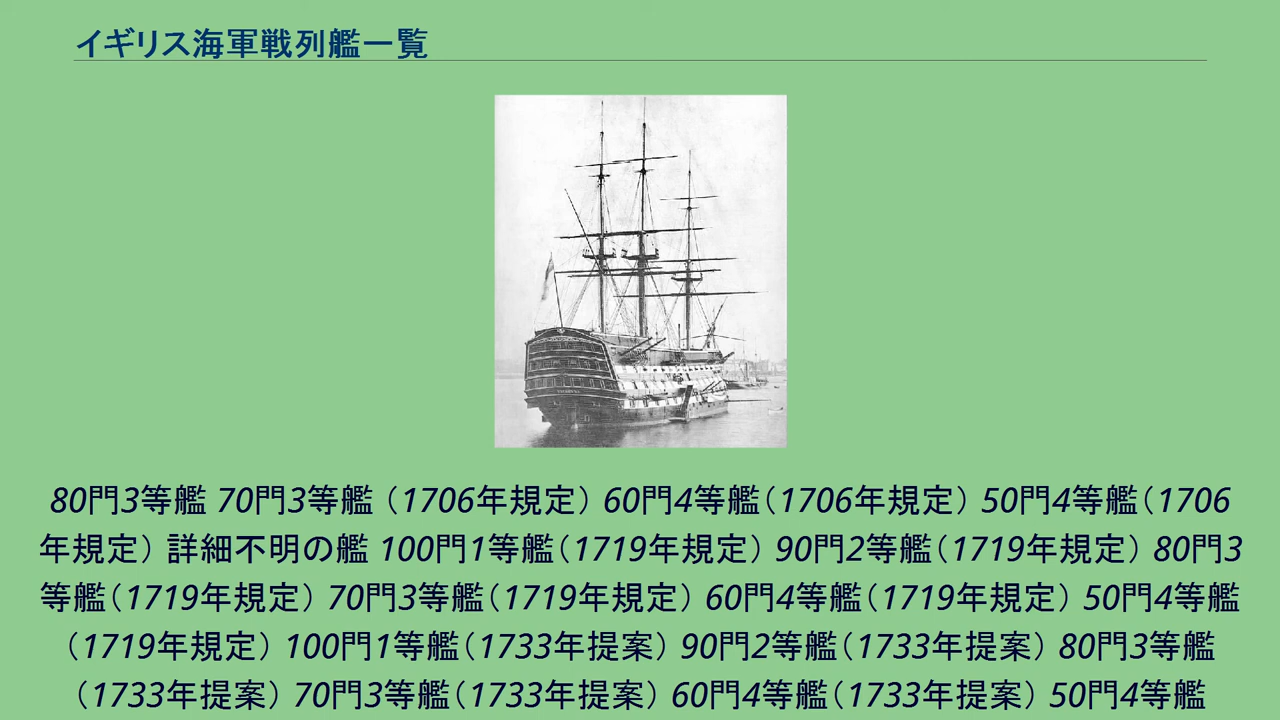 イギリス海軍戦列艦一覧
80門3等艦 70門3等艦 （1706年規定） 60門4等艦（1706年規定） 50門4等艦（1706
年規定） 詳細不明の艦 100門1等艦（1719年規定） 90門2等艦（1719年規定） 80門3
等艦（1719年規定） 70門3等艦（1719年規定） 60門4等艦（1719年規定） 50門4等艦
（1719年規定） 100門1等艦（1733年提案） 90門2等艦（1733年提案） 80門3等艦
（1733年提案） 70門3等艦（1733年提案） 60門4等艦（1733年提案） 50門4等艦